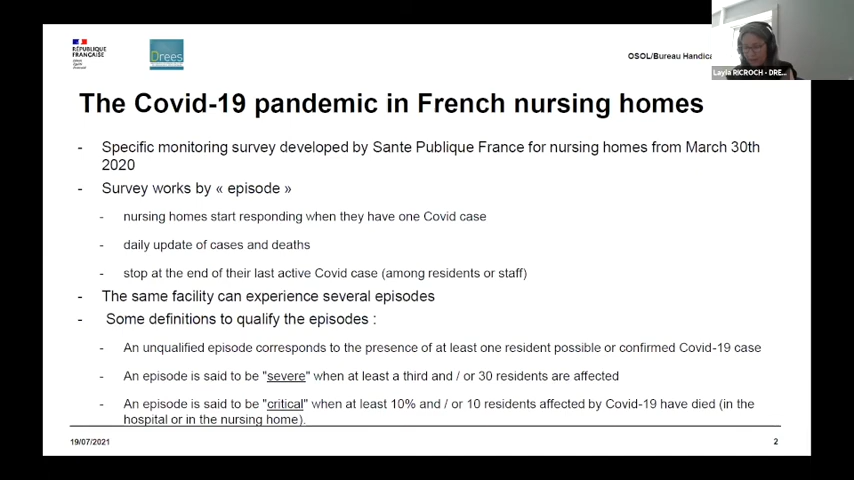 RÉPUBLIQUE
FRANÇAISE
Drees
OSOL/Bureau Handica
Layla RICROCH - DRE...
The Covid-19 pandemic in French nursing homes
- Specific monitoring survey developed by Sante Publique France for nursing homes from March 30th
2020
- Survey works by « episode »
- nursing homes start responding when they have one Covid case
- daily update of cases and deaths
- stop at the end of their last active Covid case (among residents or staff)
- The same facility can experience several episodes
- Some definitions to qualify the episodes :
- An unqualified episode corresponds to the presence of at least one resident possible or confirmed Covid-19 case
- An episode is said to be "severe" when at least a third and / or 30 residents are affected
- An episode is said to be "critical" when at least 10% and / or 10 residents affected by Covid-19 have died (in the
hospital or in the nursing home).
19/07/2021
2